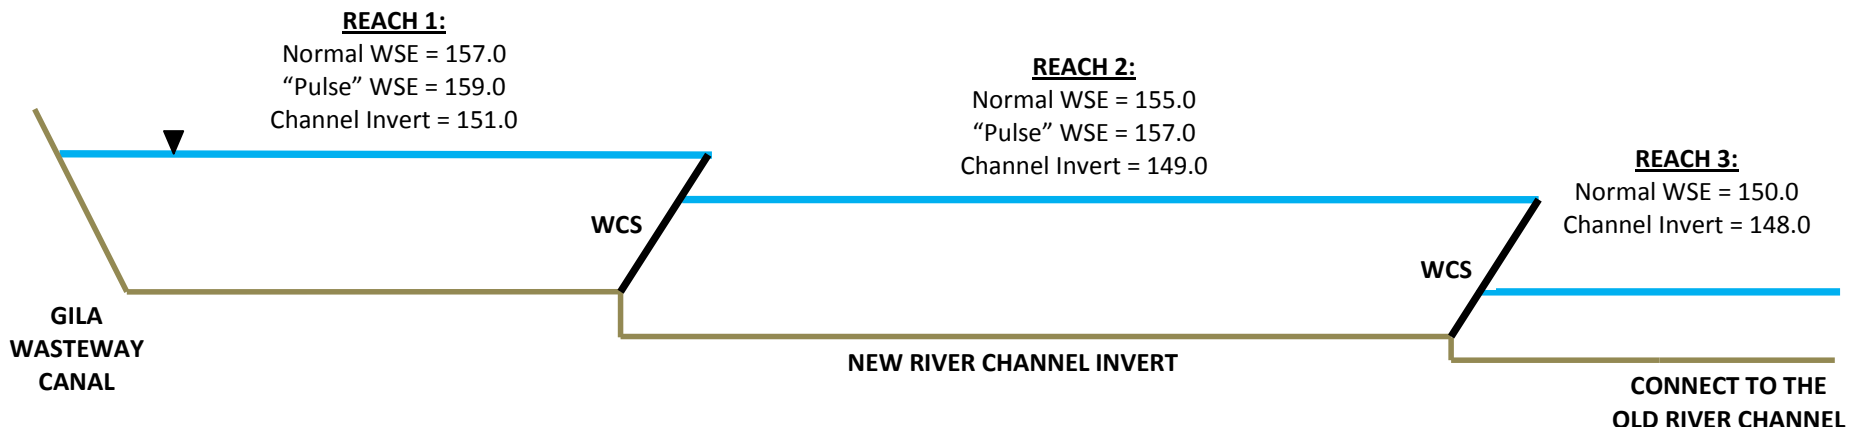 REACH 1:
Normal WSE = 157.0
“Pulse” WSE = 159.0
Channel Invert = 151.0
REACH 2:
Normal WSE = 155.0
“Pulse” WSE = 157.0
Channel Invert = 149.0
REACH 3:
Normal WSE = 150.0
Channel Invert = 148.0
WCS
WCS
GILA
WASTEWAY
CANAL
NEW RIVER CHANNEL INVERT
CONNECT TO THE
OLD RIVER CHANNEL